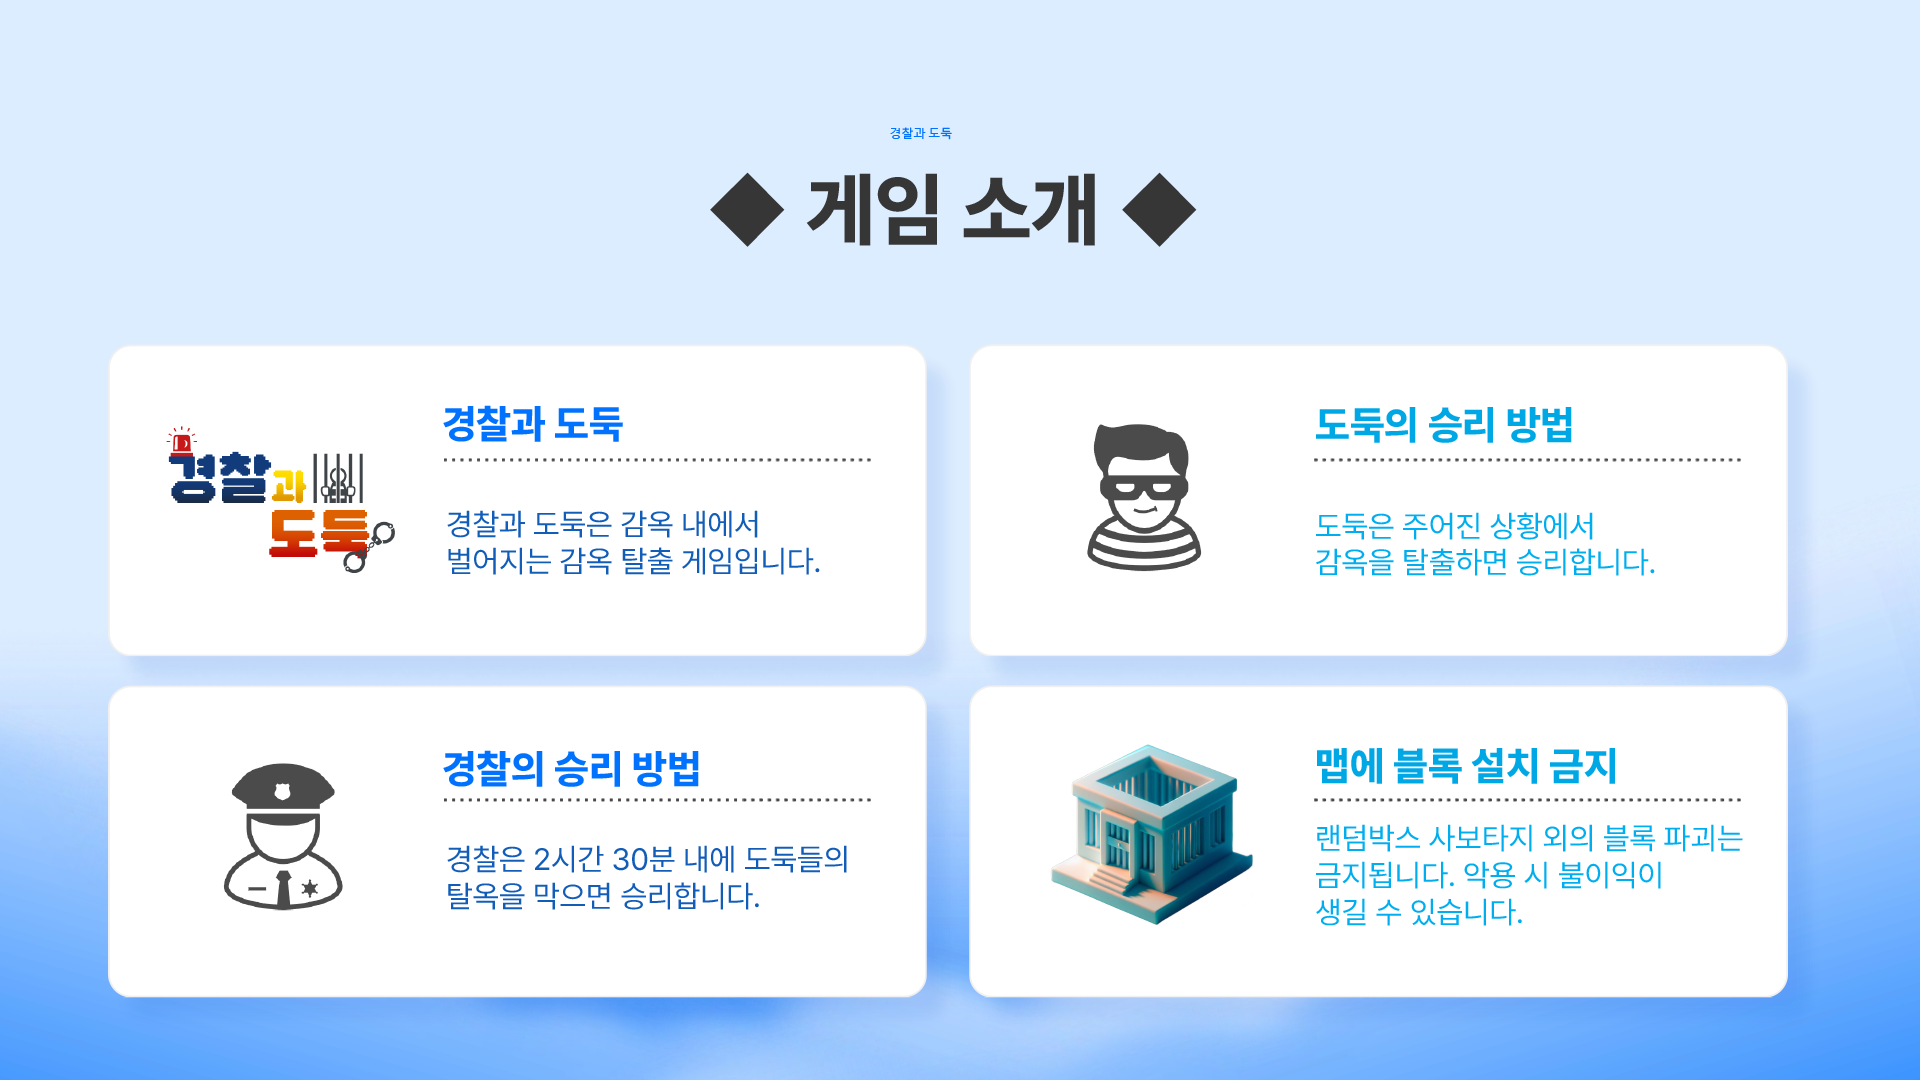 경찰과 도둑
◆ 게임 소개 ◆
경찰과
도둑
경찰과 도둑
경찰과 도둑은 감옥 내에서
벌어지는 감옥 탈출 게임입니다.
도둑의 승리 방법
도둑은 주어진 상황에서
감옥을 탈출하면 승리합니다.
경찰의 승리 방법
경찰은 2시간 30분 내에 도둑들의
탈옥을 막으면 승리합니다.
맵에 블록 설치 금지
랜덤박스 사보타지 외의 블록 파괴는
금지됩니다. 악용 시 불이익이
생길 수 있습니다.